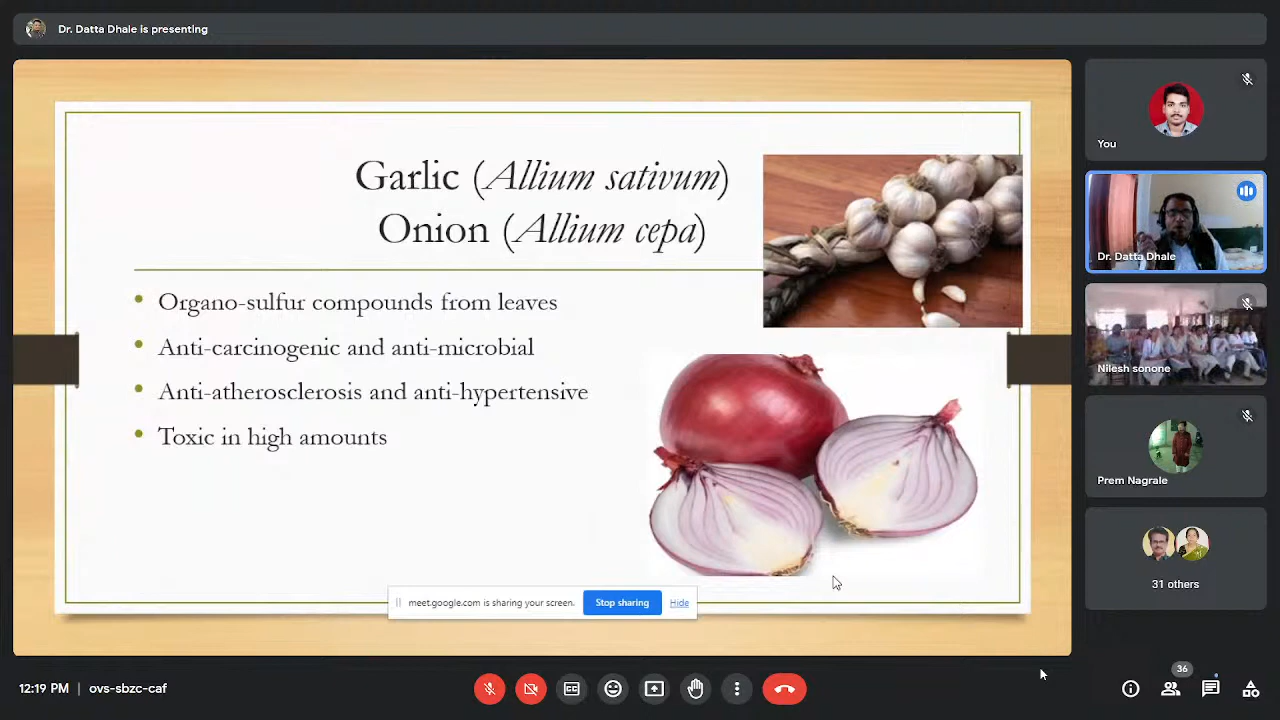 Dr. Datta Dhale is presenting
Garlic (Allium sativum)
Onion (Allium cepa)
• Organo-sulfur compounds from leaves
• Anti-carcinogenic and anti-microbial
• Anti-atherosclerosis and anti-hypertensive
• Toxic in high amounts
meet.google.com is sharing your screen.
Stop sharing
Hide
You
Dr. Datta Dhale
Nilesh sonone
Prem Nagrale
31 others
12:19 PM | ovs-sbzc-caf
36